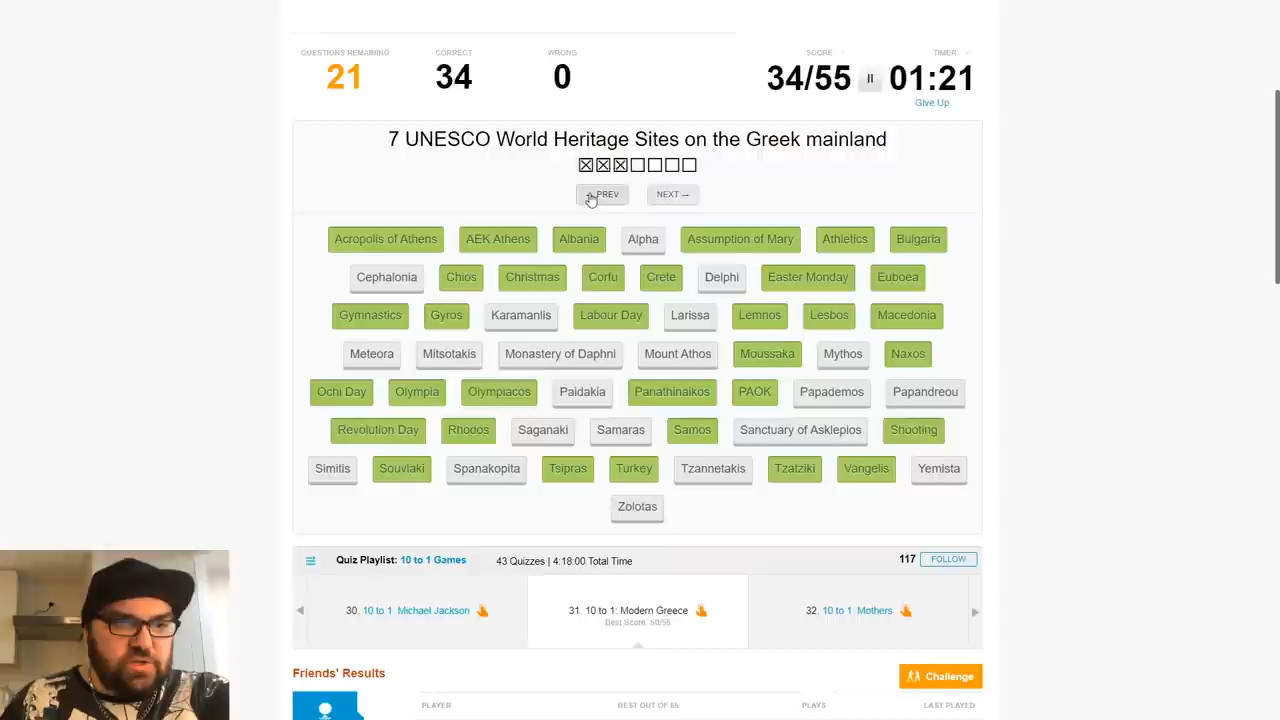 QUESTIONS REMAINING CORRECT WRONG SCORE TIMER
21 34 0 34/55 01:21
Give Up
7 UNESCO World Heritage Sites on the Greek mainland
☒☒☒☐☐☐☐
PREV NEXT
Acropolis of Athens AEK Athens Albania Alpha Assumption of Mary Athletics Bulgaria
Cephalonia Chios Christmas Corfu Crete Delphi Easter Monday Euboea
Gymnastics Gyros Karamanlis Labour Day Larissa Lemnos Lesbos Macedonia
Meteora Mitsotakis Monastery of Daphni Mount Athos Moussaka Mythos Naxos
Ochi Day Olympia Olympiacos Paidakia Panathinaikos PAOK Papademos Papandreou
Revolution Day Rhodos Saganaki Samaras Samos Sanctuary of Asklepios Shooting
Simitis Souvlaki Spanakopita Tsipras Turkey Tzannetakis Tzatziki Vangelis Yemista
Zolotas
Quiz Playlist: 10 to 1 Games 43 Quizzes | 4:18:00 Total Time 117 FOLLOW
30. 10 to 1 Michael Jackson 31. 10 to 1: Modern Greece 32. 10 to 1 Mothers
Best Score: 50/55
Friends' Results Challenge
PLAYER BEST OUT OF 55 PLAYS LAST PLAYED